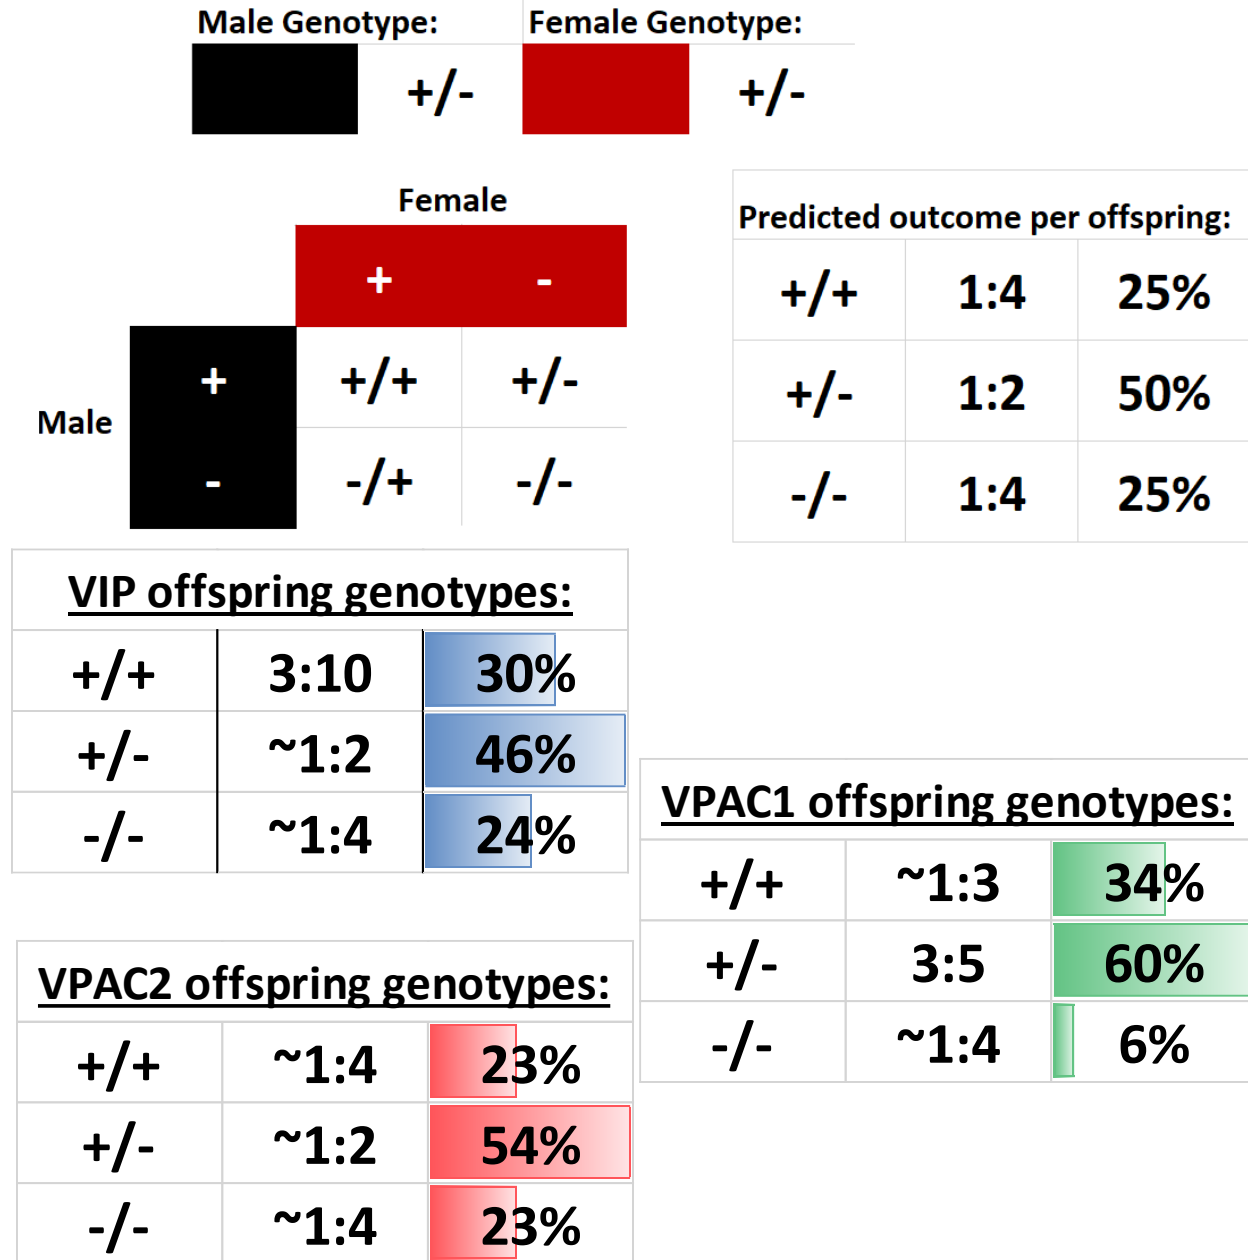 Male Genotype: Female Genotype:
+/- +/-
Female
+ -
Male
+ +/+ +/-
- -/+ -/-
Predicted outcome per offspring:
+/+ 1:4 25%
+/- 1:2 50%
-/- 1:4 25%
VIP offspring genotypes:
+/+ 3:10 30%
+/- ~1:2 46%
-/- ~1:4 24%
VPAC1 offspring genotypes:
+/+ ~1:3 34%
+/- 3:5 60%
-/- ~1:4 6%
VPAC2 offspring genotypes:
+/+ ~1:4 23%
+/- ~1:2 54%
-/- ~1:4 23%